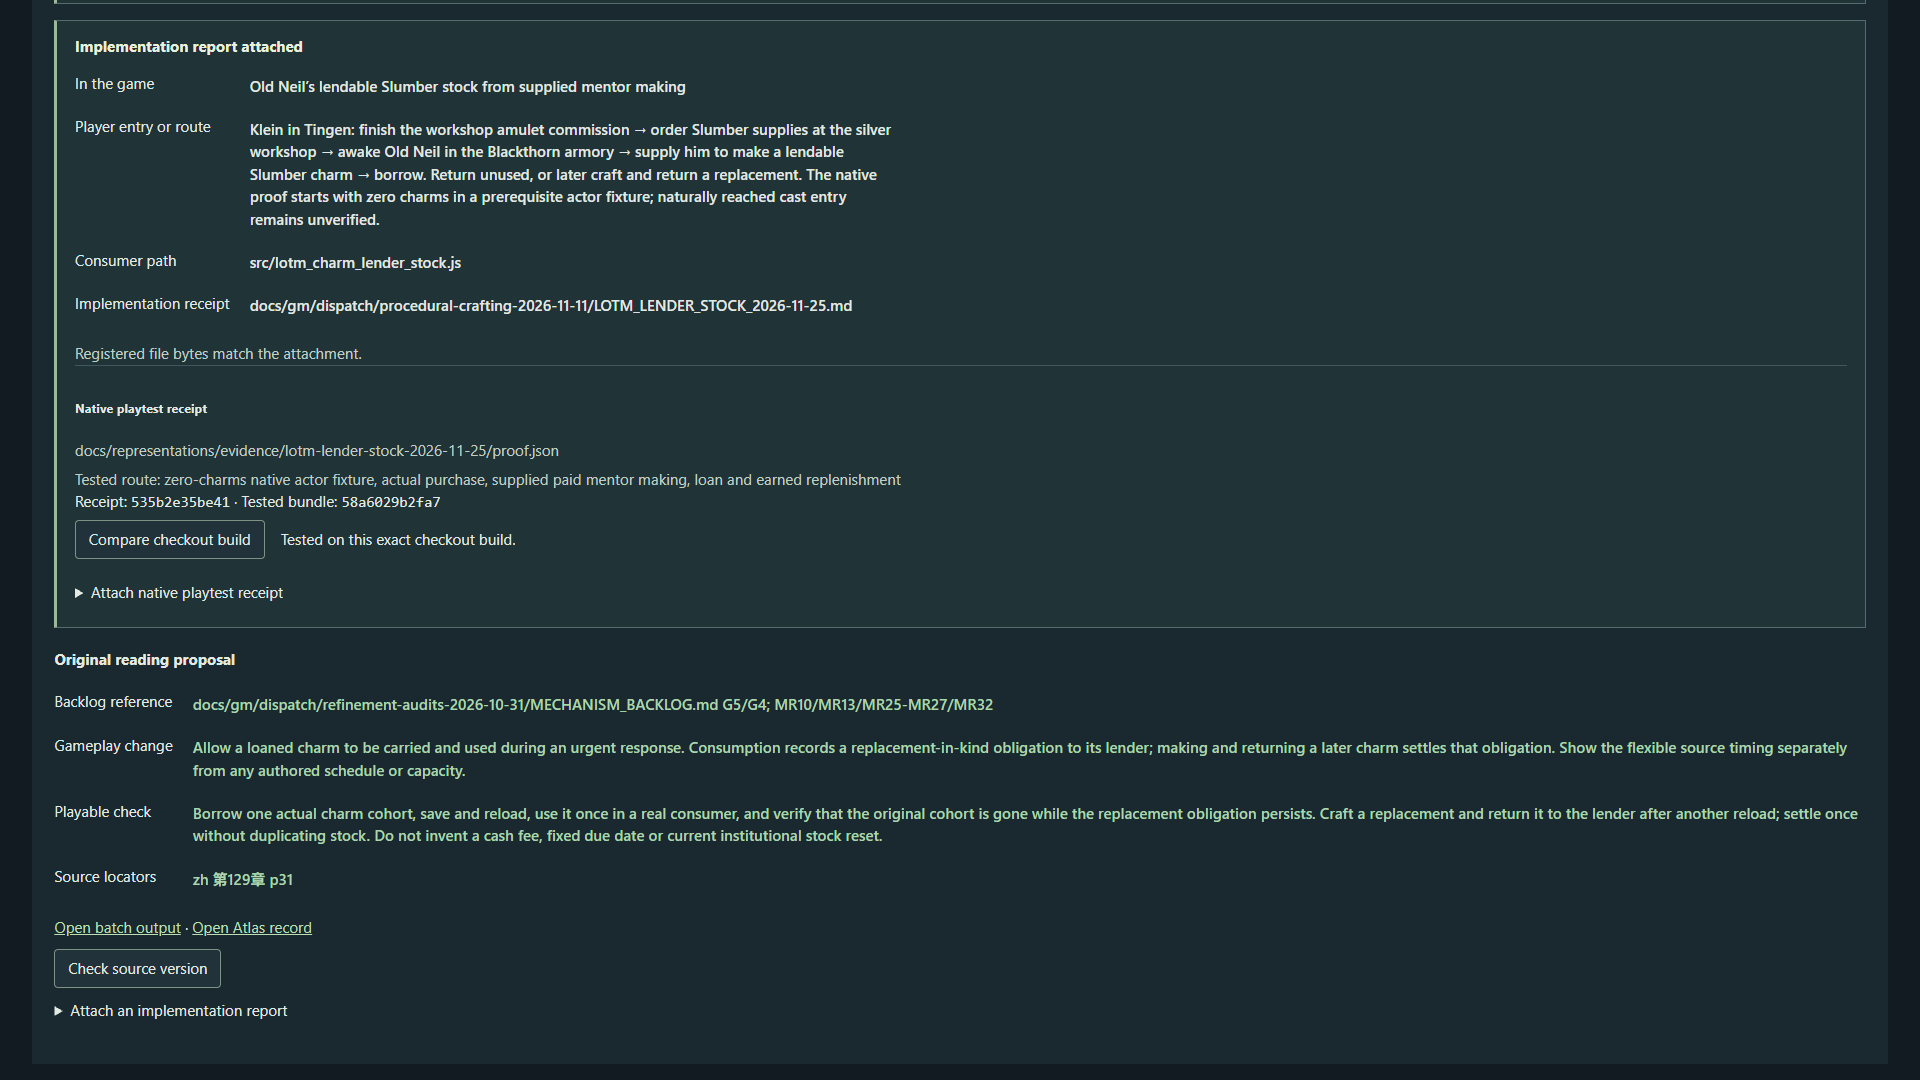 Implementation report attached
In the game
Old Neil’s lendable Slumber stock from supplied mentor making
Player entry or route
Klein in Tingen: finish the workshop amulet commission → order Slumber supplies at the silver
workshop → awake Old Neil in the Blackthorn armory → supply him to make a lendable
Slumber charm → borrow. Return unused, or later craft and return a replacement. The native
proof starts with zero charms in a prerequisite actor fixture; naturally reached cast entry
remains unverified.
Consumer path
src/lotm_charm_lender_stock.js
Implementation receipt
docs/gm/dispatch/procedural-crafting-2026-11-11/LOTM_LENDER_STOCK_2026-11-25.md
Registered file bytes match the attachment.
Native playtest receipt
docs/representations/evidence/lotm-lender-stock-2026-11-25/proof.json
Tested route: zero-charms native actor fixture, actual purchase, supplied paid mentor making, loan and earned replenishment
Receipt: 535b2e35be41 · Tested bundle: 58a6029b2fa7
Compare checkout build
Tested on this exact checkout build.
▶ Attach native playtest receipt
Original reading proposal
Backlog reference
docs/gm/dispatch/refinement-audits-2026-10-31/MECHANISM_BACKLOG.md G5/G4; MR10/MR13/MR25-MR27/MR32
Gameplay change
Allow a loaned charm to be carried and used during an urgent response. Consumption records a replacement-in-kind obligation to its lender; making and returning a later charm settles that obligation. Show the flexible source timing separately
from any authored schedule or capacity.
Playable check
Borrow one actual charm cohort, save and reload, use it once in a real consumer, and verify that the original cohort is gone while the replacement obligation persists. Craft a replacement and return it to the lender after another reload; settle once
without duplicating stock. Do not invent a cash fee, fixed due date or current institutional stock reset.
Source locators
zh 第129章 p31
Open batch output · Open Atlas record
Check source version
▶ Attach an implementation report